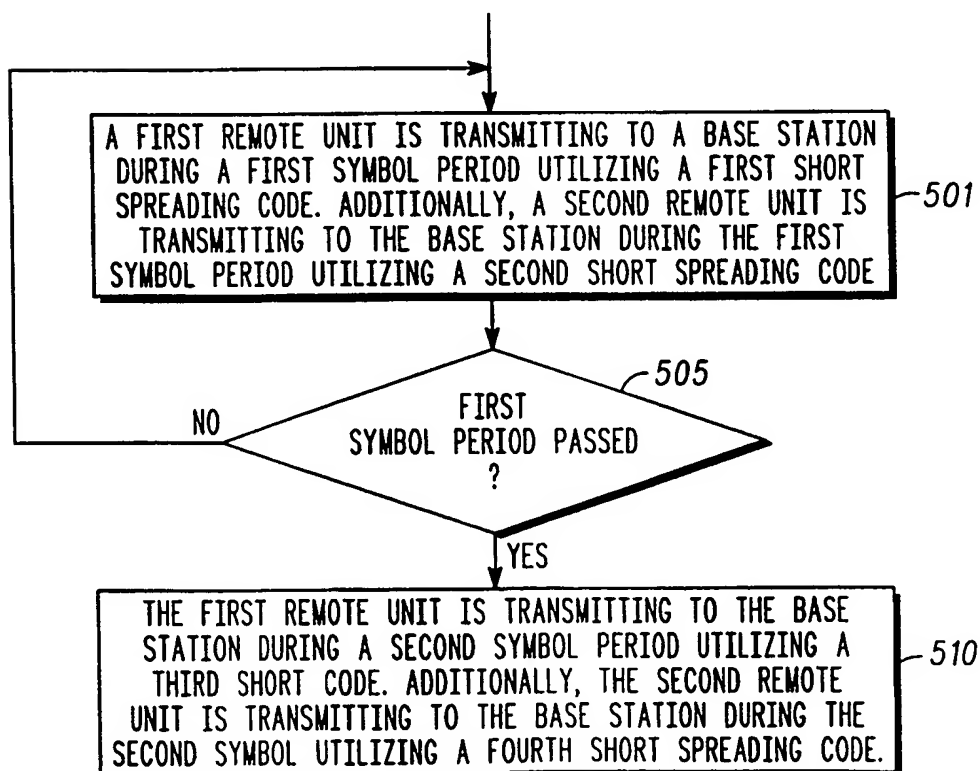 A FIRST REMOTE UNIT IS TRANSMITTING TO A BASE STATION
DURING A FIRST SYMBOL PERIOD UTILIZING A FIRST SHORT
SPREADING CODE. ADDITIONALLY, A SECOND REMOTE UNIT IS
TRANSMITTING TO THE BASE STATION DURING THE FIRST
SYMBOL PERIOD UTILIZING A SECOND SHORT SPREADING CODE
501
505
FIRST
SYMBOL PERIOD PASSED
?
NO
YES
THE FIRST REMOTE UNIT IS TRANSMITTING TO THE BASE
STATION DURING A SECOND SYMBOL PERIOD UTILIZING A
THIRD SHORT CODE. ADDITIONALLY, THE SECOND REMOTE
UNIT IS TRANSMITTING TO THE BASE STATION DURING THE
SECOND SYMBOL UTILIZING A FOURTH SHORT SPREADING CODE.
510